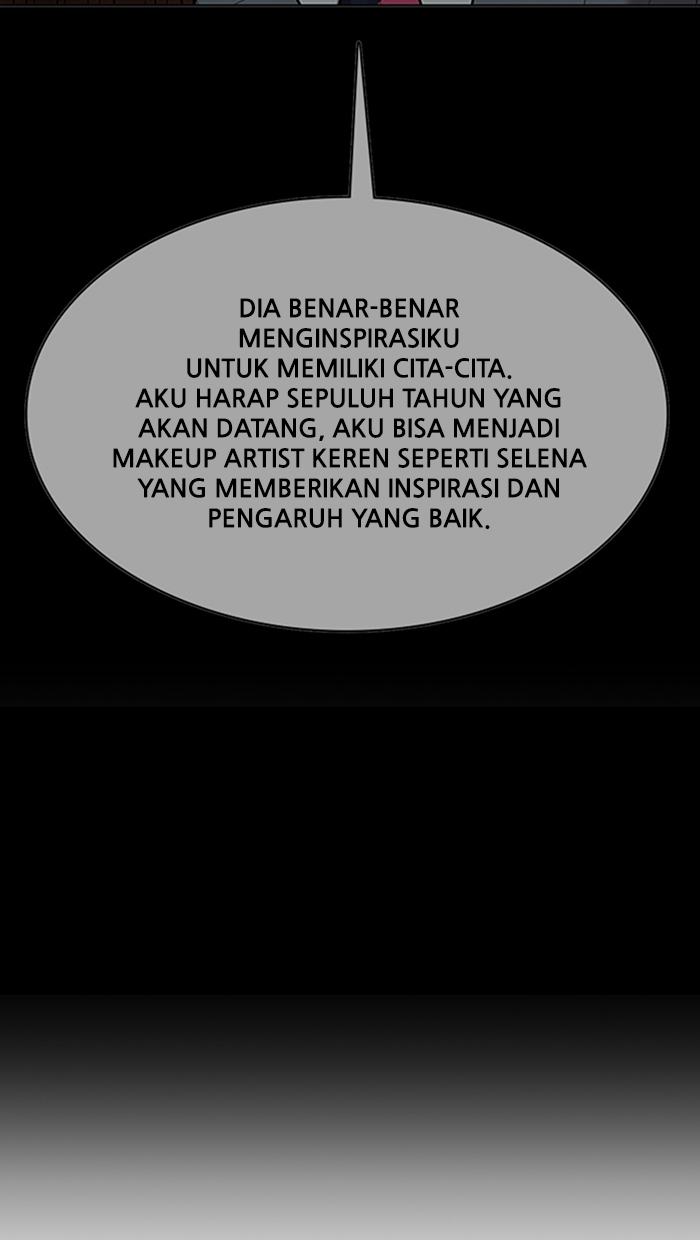 DIA BENAR-BENAR
MENGINSPIRASIKU
UNTUK MEMILIKI CITA-CITA.
AKU HARAP SEPULUH TAHUN YANG
AKAN DATANG, AKU BISA MENJADI
MAKEUP ARTIST KEREN SEPERTI SELENA
YANG MEMBERIKAN INSPIRASI DAN
PENGARUH YANG BAIK.